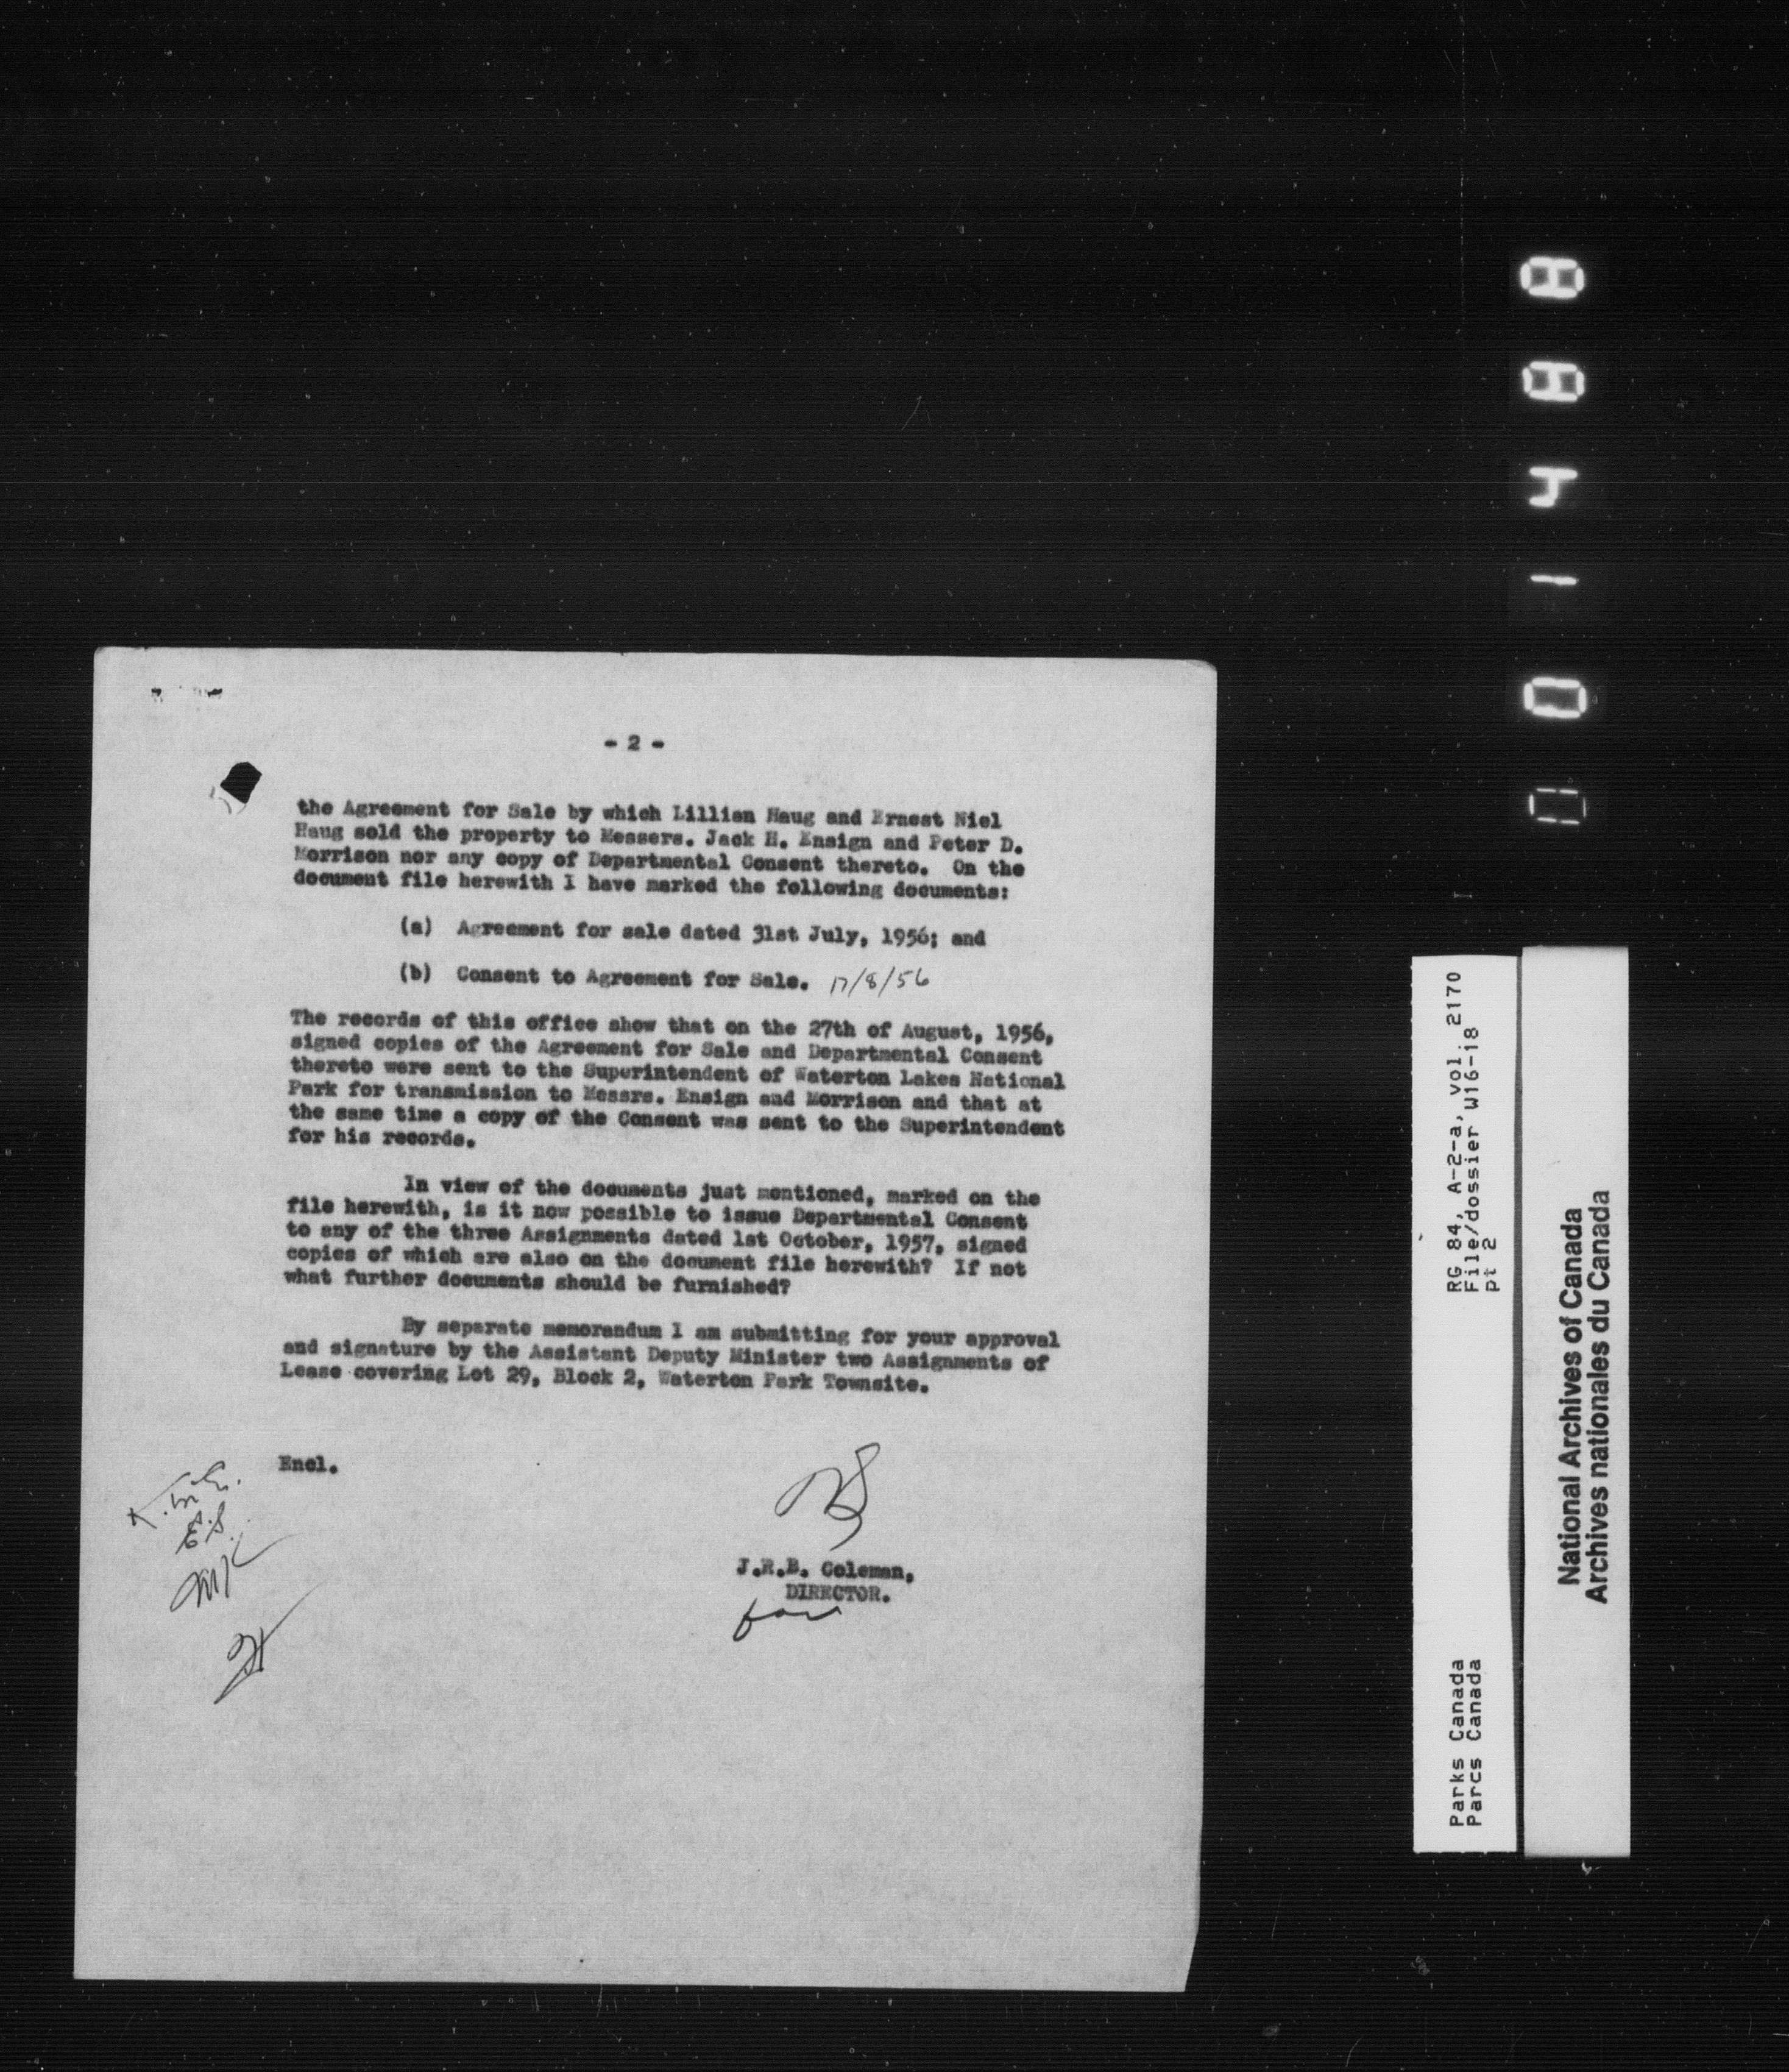 - 2 -
the Agreement for Sale by which Lillian Haug and Ernest Niel
Haug sold the property to Messers. Jack H. Ensign and Peter D.
Morrison nor any copy of Departmental Consent thereto. On the
document file herewith I have marked the following documents:
(a) Agreement for sale dated 31st July, 1956; and
(b) Consent to Agreement for Sale. 17/8/56
The records of this office show that on the 27th of August, 1956,
signed copies of the Agreement for Sale and Departmental Consent
thereto were sent to the Superintendent of Waterton Lakes National
Park for transmission to Messrs. Ensign and Morrison and that at
the same time a copy of the Consent was sent to the Superintendent
for his records.
In view of the documents just mentioned, marked on the
file herewith, is it now possible to issue Departmental Consent
to any of the three Assignments dated 1st October, 1957, signed
copies of which are also on the document file herewith? If not
what further documents should be furnished?
By separate memorandum I am submitting for your approval
and signature by the Assistant Deputy Minister two Assignments of
Lease covering Lot 29, Block 2, Waterton Park Townsite.
Encl.
E.S.
J.R.B. Coleman,
DIRECTOR.
for
Parks Canada
Parcs Canada
RG 84, A-2-a, vol. 2170
File/dossier W16-18
pt 2
National Archives of Canada
Archives nationales du Canada